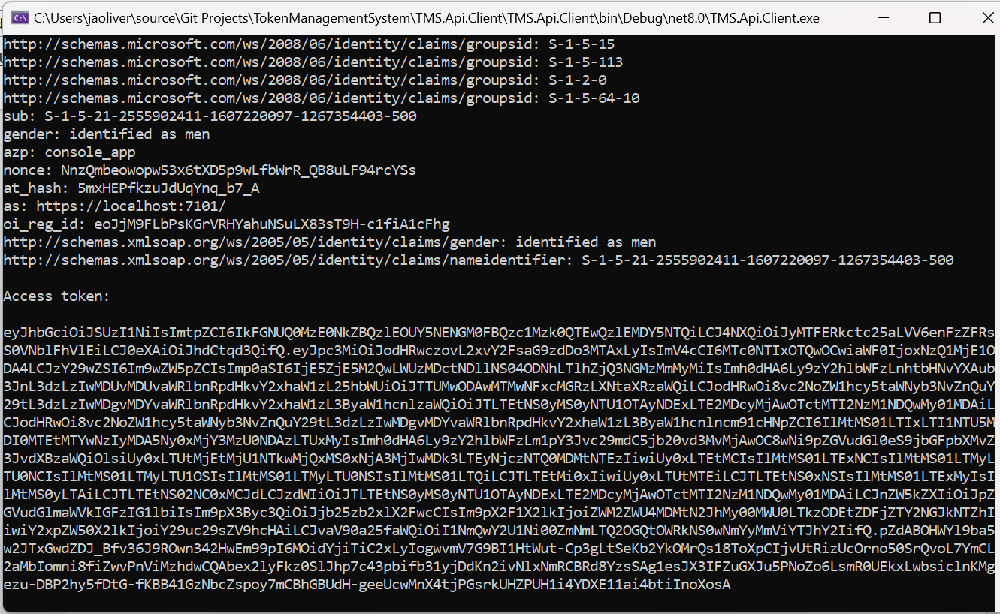 C:\Users\jaoliver\source\Git Projects\TokenManagementSystem\TMS.Api.Client\TMS.Api.Client\bin\Debug\net8.0\TMS.Api.Client.exe
http://schemas.microsoft.com/ws/2008/06/identity/claims/groupsid: S-1-5-15
http://schemas.microsoft.com/ws/2008/06/identity/claims/groupsid: S-1-5-113
http://schemas.microsoft.com/ws/2008/06/identity/claims/groupsid: S-1-2-0
http://schemas.microsoft.com/ws/2008/06/identity/claims/groupsid: S-1-5-64-10
sub: S-1-5-21-2555902411-1607220097-1267354403-500
gender: identified as men
azp: console_app
nonce: NnzQmbeowopw53x6tXD5p9wLfbWrR_QB8uLF94rcYSs
at_hash: 5mxHEPfkzuJdUqYnq_b7_A
as: https://localhost:7101/
oi_reg_id: eoJjM9FLbPsKGrVRHYahuNSuLX83sT9H-c1fiA1cFhg
http://schemas.xmlsoap.org/ws/2005/05/identity/claims/gender: identified as men
http://schemas.xmlsoap.org/ws/2005/05/identity/claims/nameidentifier: S-1-5-21-2555902411-1607220097-1267354403-500
Access token:
eyJhbGciOiJSUzI1NiIsImtpZCI6IkFGNUQ0MzE0NkZBQzlEOUY5NENGM0FBQzc1Mzk0QTEwQzlEMDY5NTQiLCJ4NXQiOiJyMTFERkctc25aLVV6enFzZFRs
S0VNblFhVlEiLCJ0eXAiOiJhdCtqd3QifQ.eyJpc3MiOiJodHRwczovL2xvY2FsaG9zdDo3MTAxLyIsImV4cCI6MTc0NTIxOTQwOCwiaWF0IjoxNzQ1MjE1O
DA4LCJzY29wZSI6Im9wZW5pZCIsImp0aSI6IjE5ZjE5M2QwLWUzMDctNDllNS04ODNhLTlhZjQ3NGMzMmMyMiIsImh0dHA6Ly9zY2hlbWFzLnhtbHNvYXAub
3JnL3dzLzIwMDUvMDUvaWRlbnRpdHkvY2xhaW1zL25hbWUiOiJTTUMwODAwMTMwNFxcMGRzLXNtaXRzaWQiLCJodHRwOi8vc2NoZW1hcy5taWNyb3NvZnQuY
29tL3dzLzIwMDgvMDYvaWRlbnRpdHkvY2xhaW1zL3ByaW1hcnlzaWQiOiJTLTEtNS0yMS0yNTU1OTAyNDExLTE2MDcyMjAwOTctMTI2NzM1NDQwMy01MDAiL
CJodHRwOi8vc2NoZW1hcy5taWNyb3NvZnQuY29tL3dzLzIwMDgvMDYvaWRlbnRpdHkvY2xhaW1zL3ByaW1hcnlncm91cHNpZCI6IlMtMS01LTIxLTI1NTU5M
DI0MTEtMTYwNzIyMDA5Ny0xMjY3MzU0NDAzLTUxMyIsImh0dHA6Ly9zY2hlbWFzLm1pY3Jvc29mdC5jb20vd3MvMjAwOC8wNi9pZGVudGl0eS9jbGFpbXMvZ
3JvdXBzaWQiOlsiUy0xLTUtMjEtMjU1NTkwMjQxMS0xNjA3MjIwMDk3LTEyNjczNTQ0MDMtNTEzIiwiUy0xLTEtMCIsIlMtMS01LTExNCIsIlMtMS01LTMyL
TU0NCIsIlMtMS01LTMyLTU1OSIsIlMtMS01LTMyLTU0NSIsIlMtMS01LTQiLCJTLTEtMi0xIiwiUy0xLTUtMTEiLCJTLTEtNS0xNSIsIlMtMS01LTExMyIsI
lMtMS0yLTAiLCJTLTEtNS02NC0xMCJdLCJzdWIiOiJTLTEtNS0yMS0yNTU1OTAyNDExLTE2MDcyMjAwOTctMTI2NzM1NDQwMy01MDAiLCJnZW5kZXIiOiJpZ
GVudGlmaWVkIGFzIG1lbiIsIm9pX3Byc3QiOiJjb25zb2xlX2FwcCIsIm9pX2F1X2lkIjoiZWM2ZWU4MDMtN2JhMy00MWU0LTkzODEtZDFjZTY2NGJkNTZhI
iwiY2xpZW50X2lkIjoiY29uc29sZV9hcHAiLCJvaV90a25faWQiOiI1NmQwY2U1Ni00ZmNmLTQ2OGQtOWRkNS0wNmYyMmViYTJhY2IifQ.pZdABOHWYl9ba5
w2JTxGwdZDJ_Bfv36J9ROwn342HwEm99pI6MOidYjiTiC2xLyIogwvmV7G9BI1HtWut-Cp3gLtSeKb2YkOMrQs18ToXpCIjvUtRizUcOrno50SrQvoL7YmCL
2aMbIomni8fiZwvPnViMzhdwCQAbex2lyFkz0SlJhp7c43pbifb31yjDdKn2ivNlxNmRCBRd8YzsSAg1esJX3IFZuGXJu5PNoZo6LsmR0UEkxLwbsiclnKMg
ezu-DBP2hy5fDtG-fKBB41GzNbcZspoy7mCBhGBUdH-geeUcwMnX4tjPGsrkUHZPUH1i4YDXE11ai4btiInoXosA